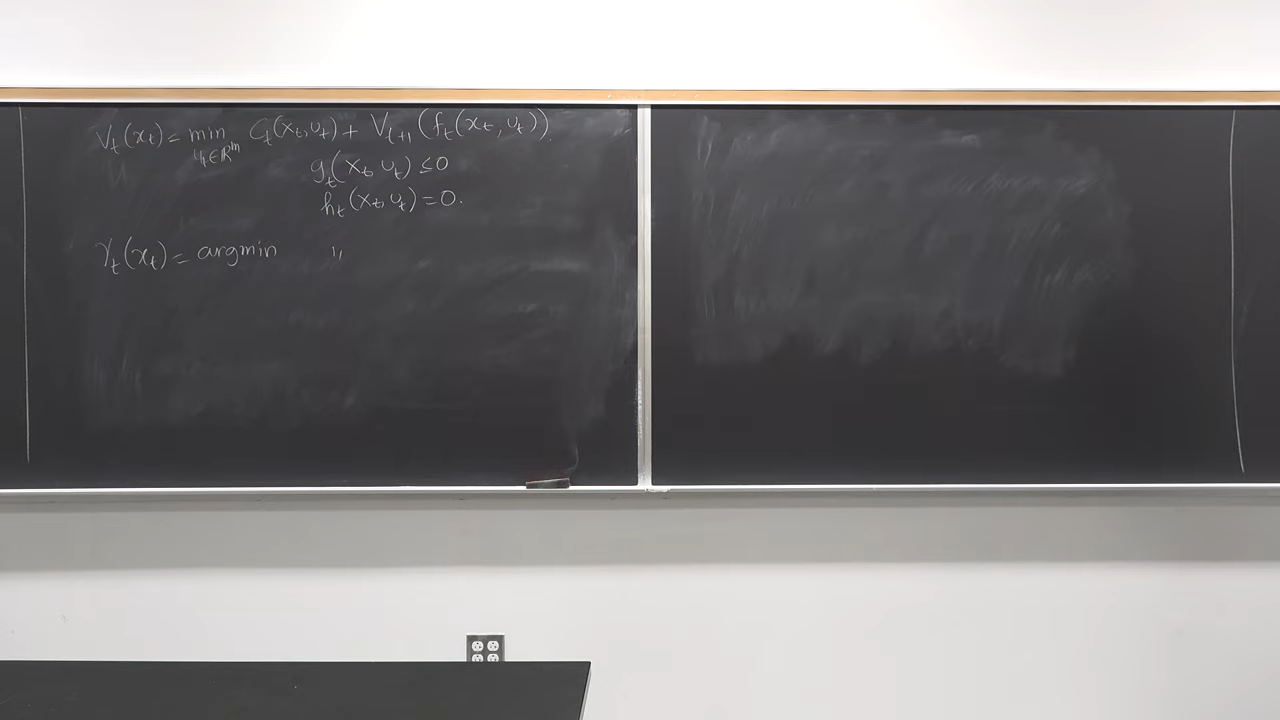 V_t(x_t) = min C_t(x_t, u_t) + V_{t+1}(f_t(x_t, u_t)).
u_t ∈ ℝ^m
g_t(x_t, u_t) ≤ 0
h_t(x_t, u_t) = 0.
γ_t(x_t) = argmin "